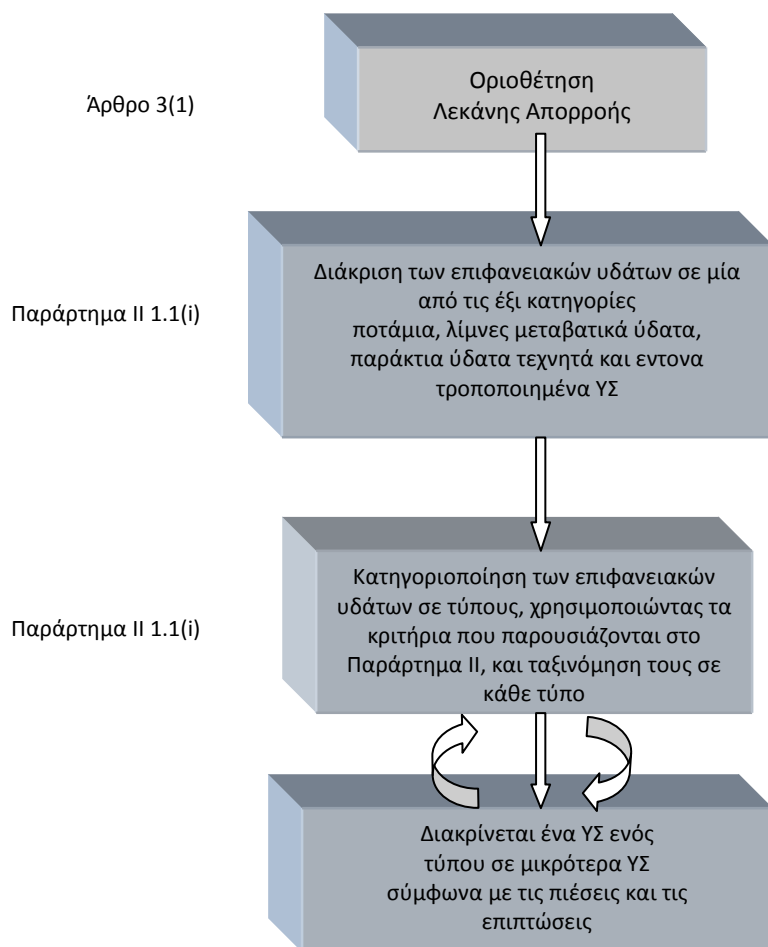 Άρθρο 3(1)
Οριοθέτηση
Λεκάνης Απορροής
Παράρτημα ΙΙ 1.1(i)
Διάκριση των επιφανειακών υδάτων σε μία
από τις έξι κατηγορίες
ποτάμια, λίμνες μεταβατικά ύδατα,
παράκτια ύδατα τεχνητά και εντονα
τροποποιημένα ΥΣ
Παράρτημα ΙΙ 1.1(i)
Κατηγοριοποίηση των επιφανειακών
υδάτων σε τύπους, χρησιμοποιώντας τα
κριτήρια που παρουσιάζονται στο
Παράρτημα ΙΙ, και ταξινόμηση τους σε
κάθε τύπο
Διακρίνεται ένα ΥΣ ενός
τύπου σε μικρότερα ΥΣ
σύμφωνα με τις πιέσεις και τις
επιπτώσεις